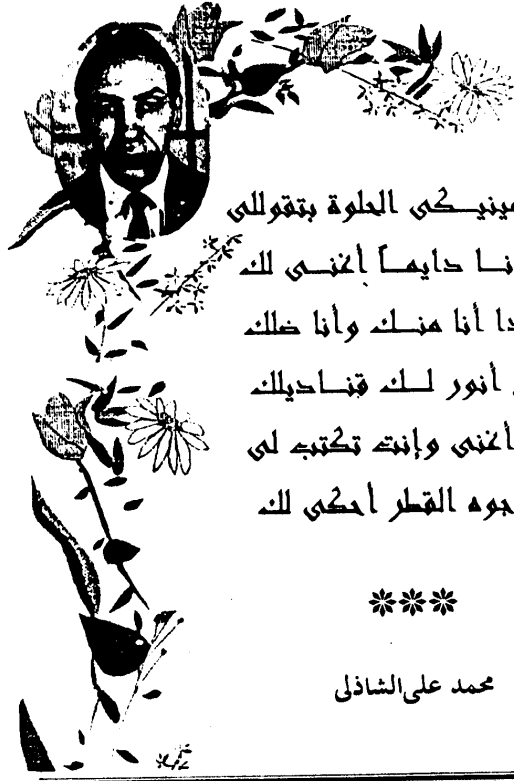 عينيكى الحلوة بتقوللى
نا دايماً أغنى لك
دا أنا منك وأنا ضلك
أنور لك قناديلك
أغنى وإنت تكتب لى
جوه القطر أحكى لك
محمد على الشاذلى